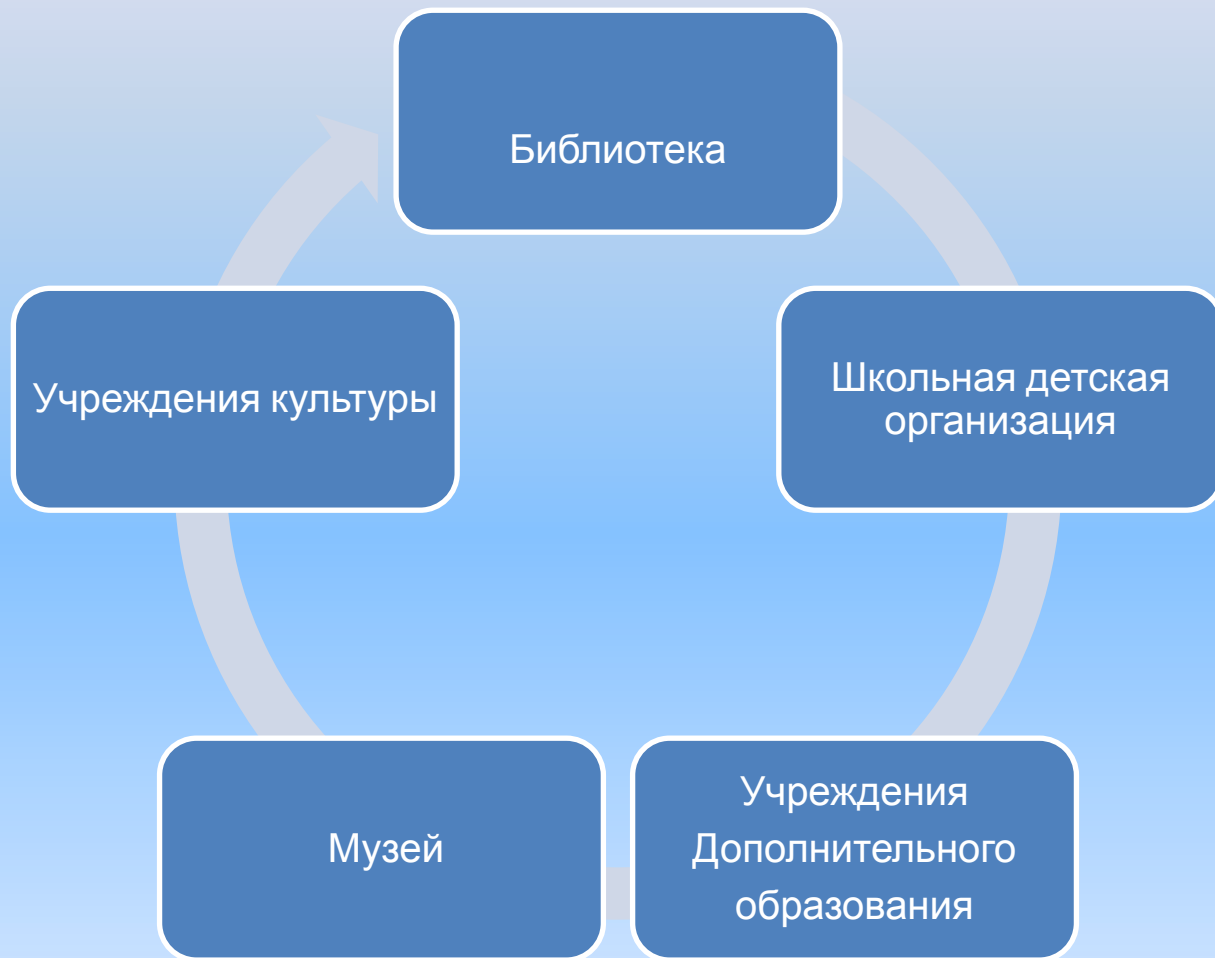 Библиотека
Учреждения культуры
Школьная детская
организация
Музей
Учреждения
Дополнительного
образования